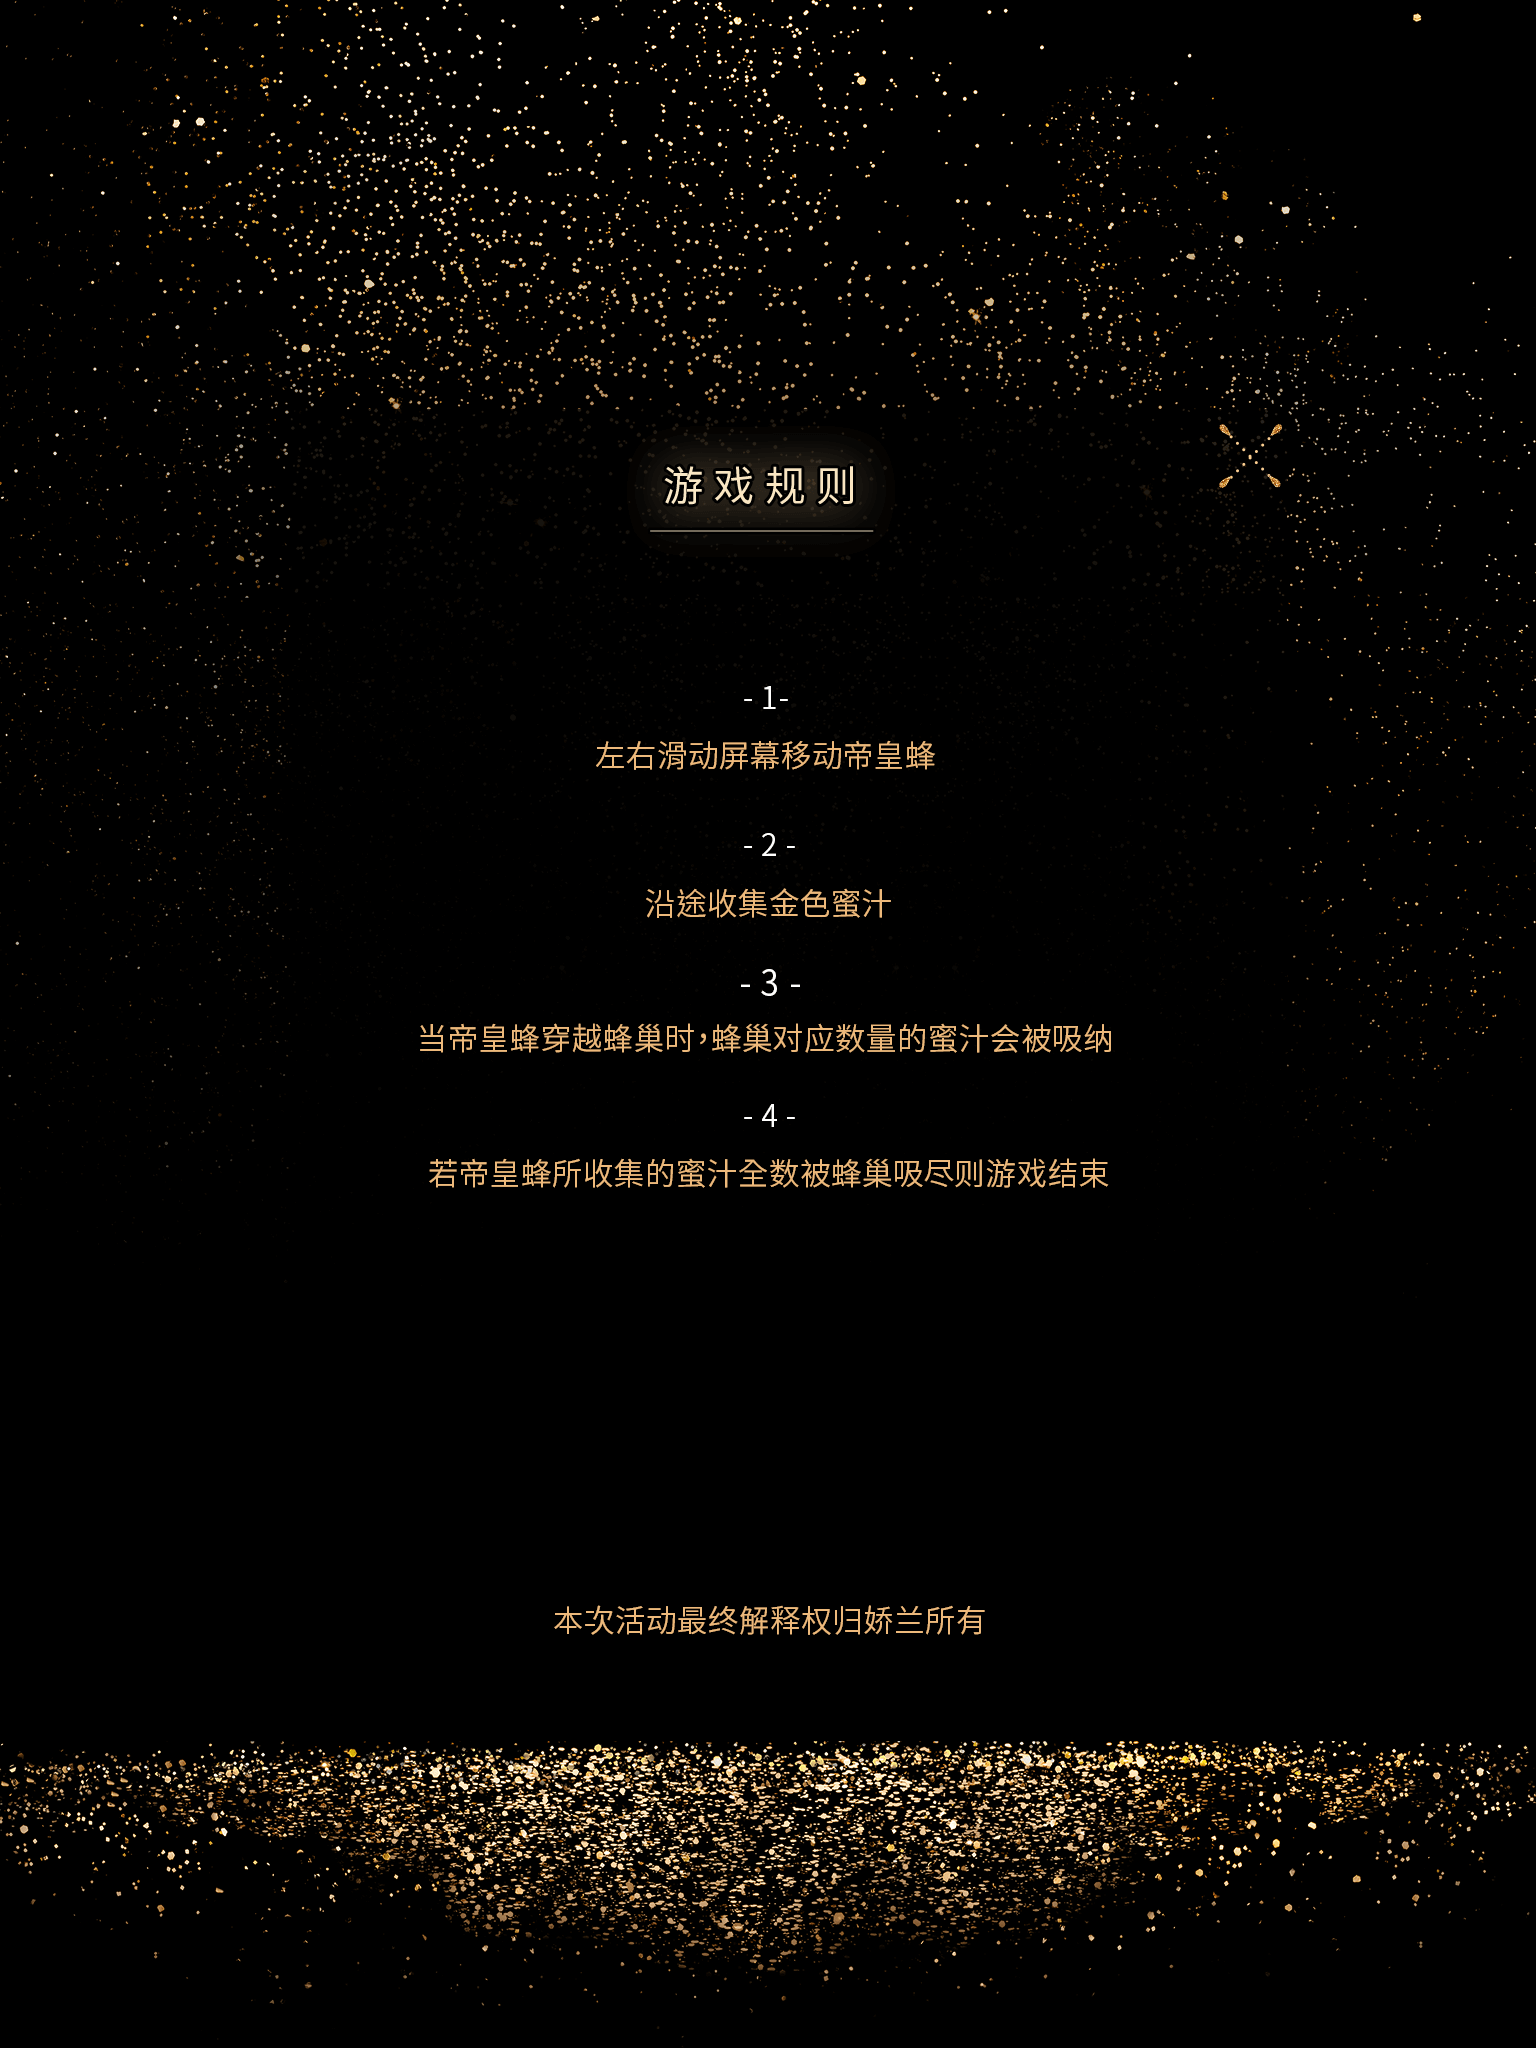 游戏规则
- 1-
左右滑动屏幕移动帝皇蜂
- 2 -
沿途收集金色蜜汁
- 3 -
当帝皇蜂穿越蜂巢时，蜂巢对应数量的蜜汁会被吸纳
- 4 -
若帝皇蜂所收集的蜜汁全数被蜂巢吸尽则游戏结束
本次活动最终解释权归娇兰所有